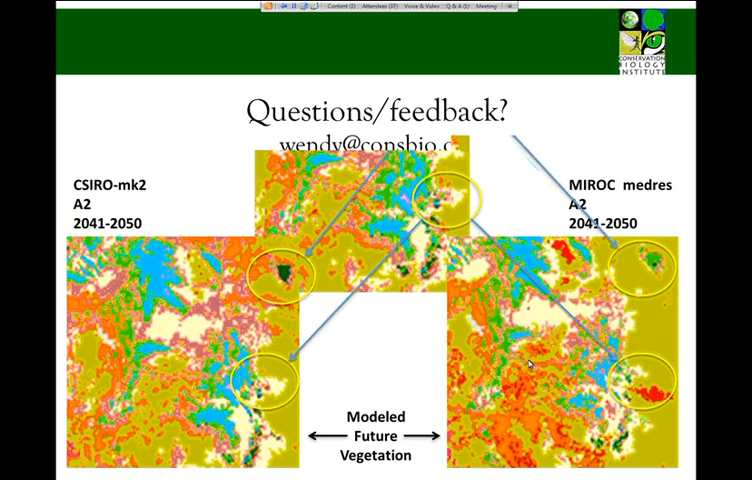 Content (2) Attendees (37) Voice & Video Q & A (1) Meeting
CONSERVATION
BIOLOGY
INSTITUTE
Questions/feedback?
wendy@consbio.
CSIRO-mk2
A2
2041-2050
MIROC medres
A2
2041-2050
Modeled
Future
Vegetation